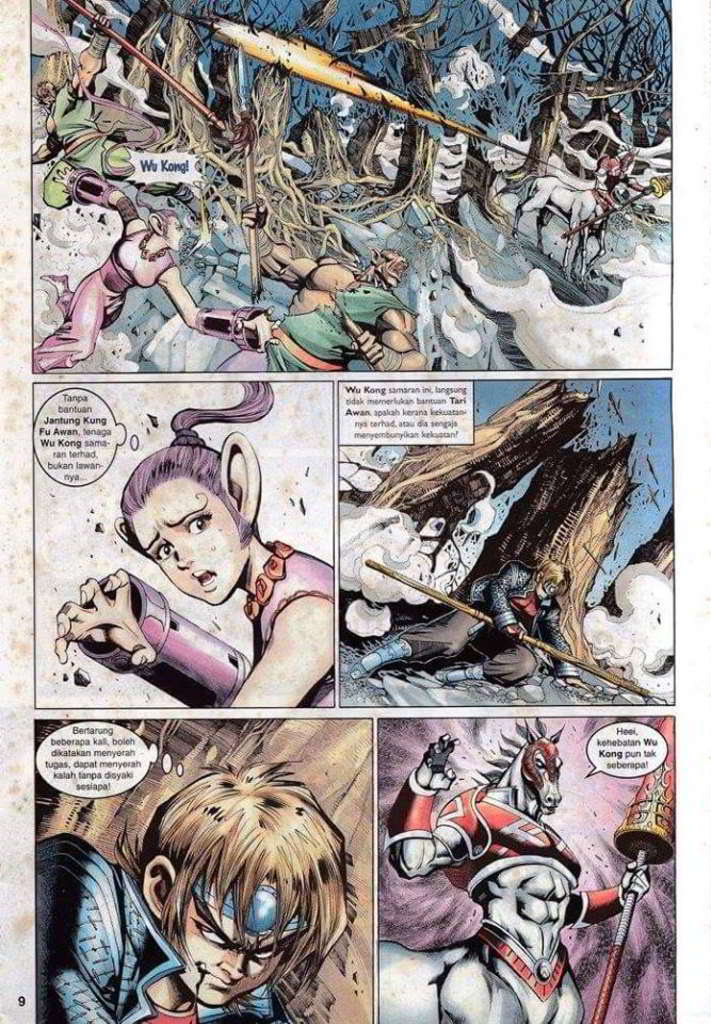 Wu Kong!
Tanpa
bantuan
Jantung Kung
Fu Awan, tenaga
Wu Kong sama-
ran terhad,
bukan lawan-
nya...
Wu Kong samaran ini, langsung
tidak memerlukan bantuan Tari
Awan, apakah kerana kekuatan-
nya terhad, atau dia sengaja
menyembunyikan kekuatan?
Bertarung
beberapa kali, boleh
dikatakan menyerah
tugas, dapat menyerah
kalah tanpa disyaki
sesiapa!
Heei,
kehebatan Wu
Kong pun tak
seberapa!
9